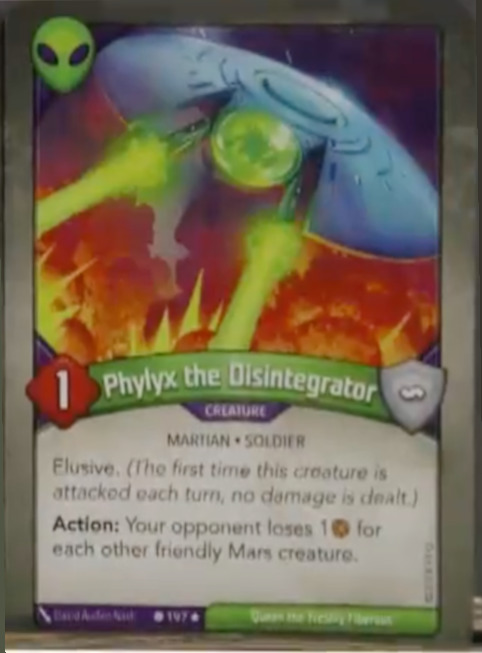 1
Phylyx the Disintegrator
CREATURE
MARTIAN • SOLDIER
Elusive. (The first time this creature is
attacked each turn, no damage is dealt.)
Action: Your opponent loses 1 for
each other friendly Mars creature.
197